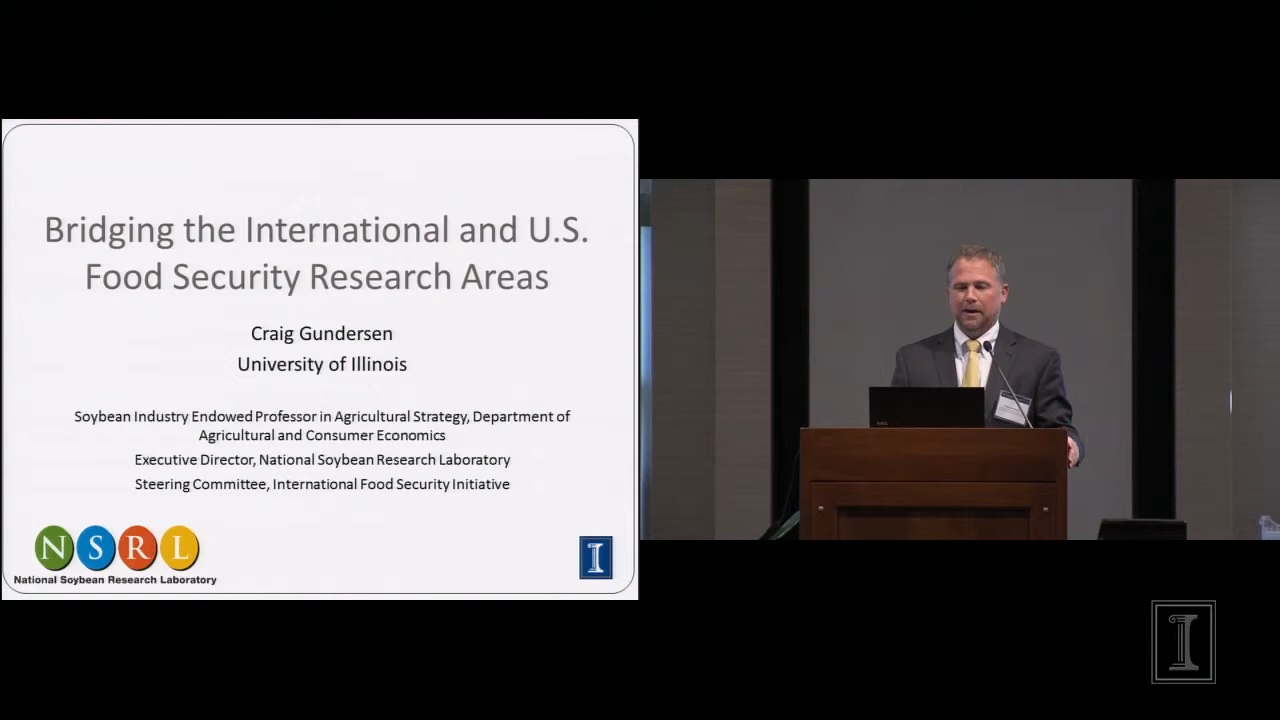 Bridging the International and U.S.
Food Security Research Areas
Craig Gundersen
University of Illinois
Soybean Industry Endowed Professor in Agricultural Strategy, Department of
Agricultural and Consumer Economics
Executive Director, National Soybean Research Laboratory
Steering Committee, International Food Security Initiative
N S R L
National Soybean Research Laboratory
I
I